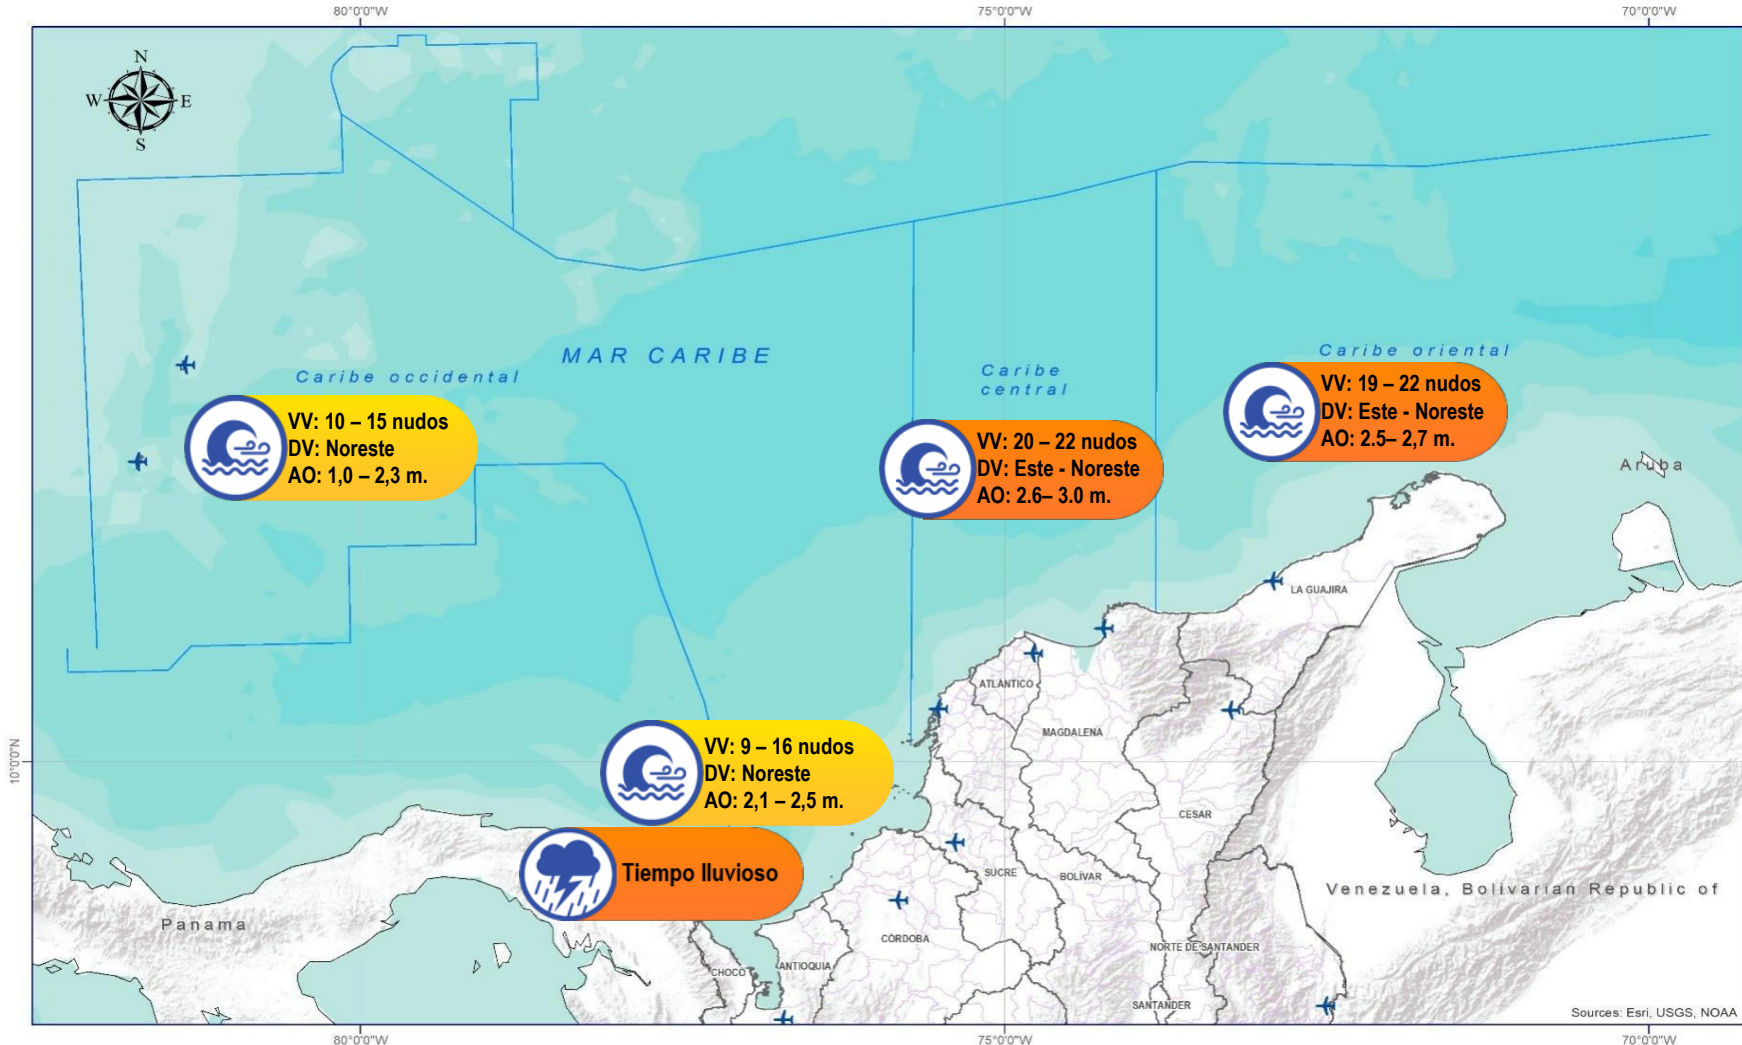 80°0'0"W
75°0'0"W
70°0'0"W
N
W
E
S
MAR CARIBE
Caribe occidental
Caribe
central
Caribe oriental
VV: 10 – 15 nudos
DV: Noreste
AO: 1,0 – 2,3 m.
VV: 20 – 22 nudos
DV: Este - Noreste
AO: 2.6– 3.0 m.
VV: 19 – 22 nudos
DV: Este - Noreste
AO: 2.5– 2,7 m.
Aruba
LA GUAJIRA
ATLÁNTICO
MAGDALENA
10°0'0"N
VV: 9 – 16 nudos
DV: Noreste
AO: 2,1 – 2,5 m.
CESAR
Tiempo lluvioso
SUCRE
BOLÍVAR
Venezuela, Bolivarian Republic of
Panama
CÓRDOBA
NORTE DE SANTANDER
CHOCÓ
ANTIOQUIA
SANTANDER
Sources: Esri, USGS, NOAA
80°0'0"W
75°0'0"W
70°0'0"W